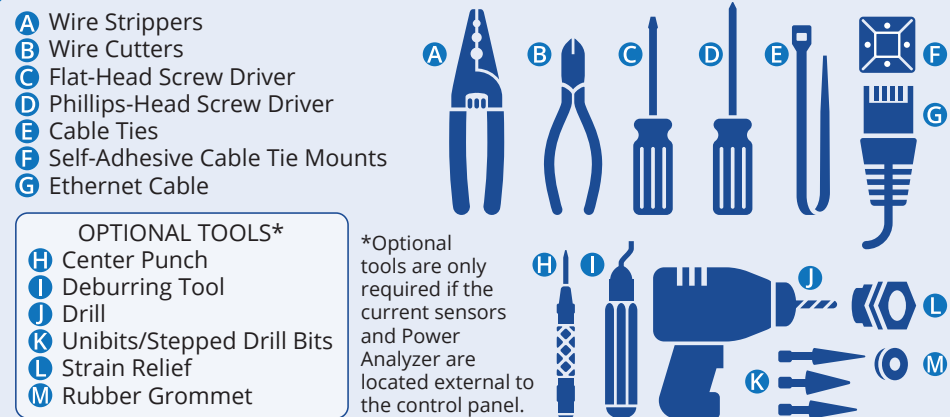 A Wire Strippers
B Wire Cutters
C Flat-Head Screw Driver
D Phillips-Head Screw Driver
E Cable Ties
F Self-Adhesive Cable Tie Mounts
G Ethernet Cable
A B C D E F
G
OPTIONAL TOOLS*
H Center Punch
I Deburring Tool
J Drill
K Unibits/Stepped Drill Bits
L Strain Relief
M Rubber Grommet
*Optional
tools are only
required if the
current sensors
and Power
Analyzer are
located external to
the control panel.
H I J
L
K M